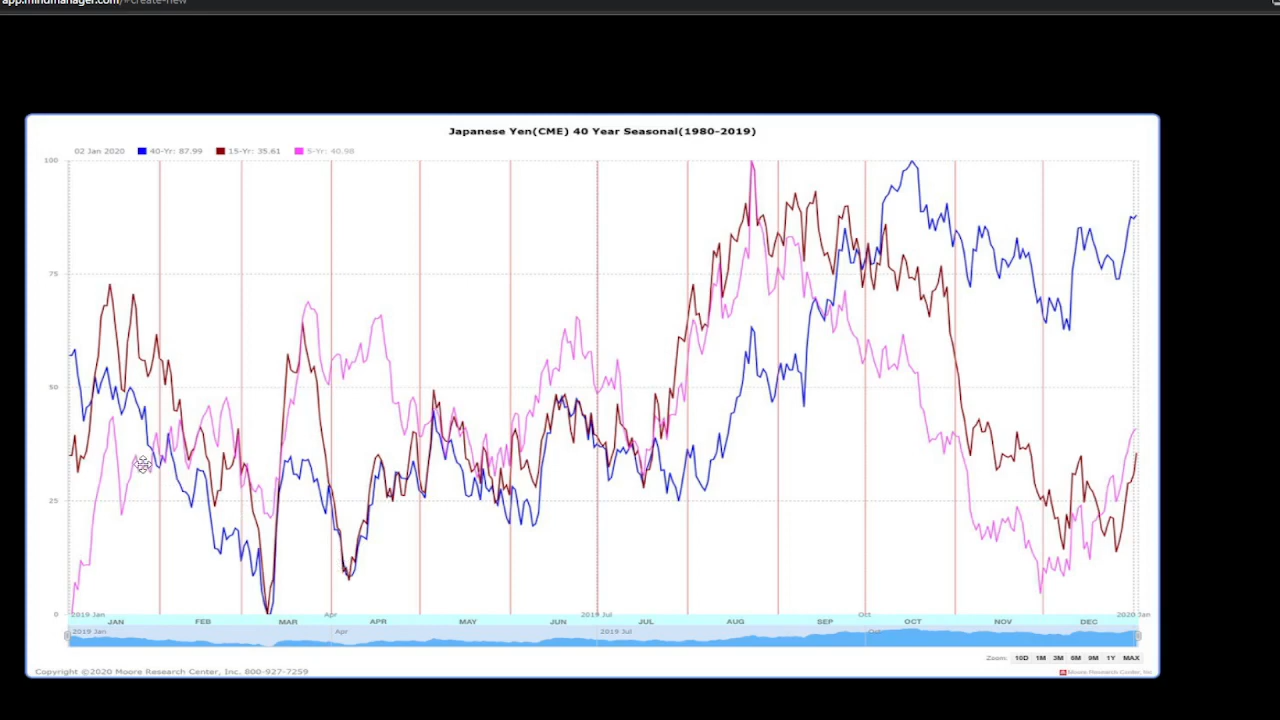 app.mindmanager.com/#create-new
Japanese Yen(CME) 40 Year Seasonal(1980-2019)
02 Jan 2020 40-Yr: 87.99 15-Yr: 35.61 5-Yr: 40.98
100
75
50
25
0
2019 Jan Apr 2019 Jul Oct 2020 Jan
JAN FEB MAR APR MAY JUN JUL AUG SEP OCT NOV DEC
2019 Jan Apr 2019 Jul Oct
Zoom: 10D 1M 3M 6M 9M 1Y MAX
Copyright ©2020 Moore Research Center, Inc. 800-927-7259
Moore Research Center, Inc